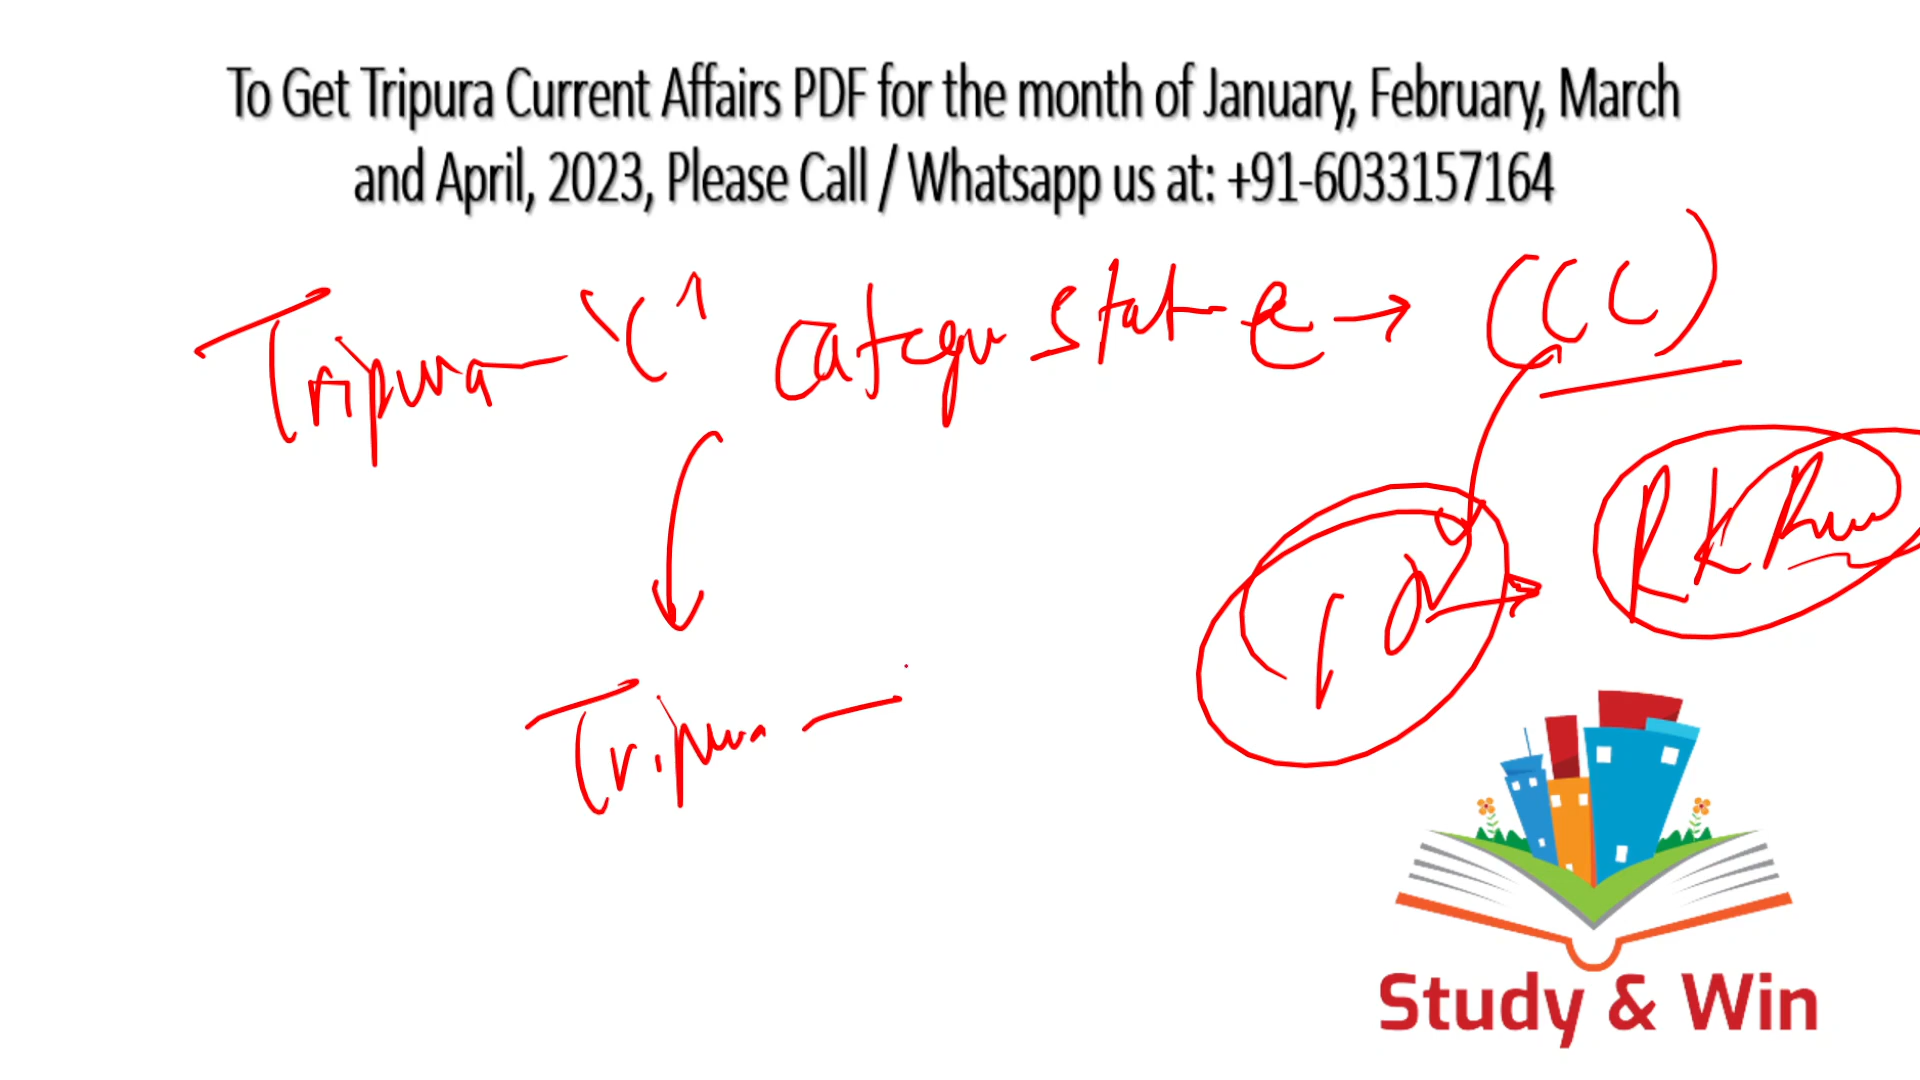 To Get Tripura Current Affairs PDF for the month of January, February, March
and April, 2023, Please Call / Whatsapp us at: +91-6033157164
Tripura - 'C' Category State → (CC)
Tripura -
Study & Win